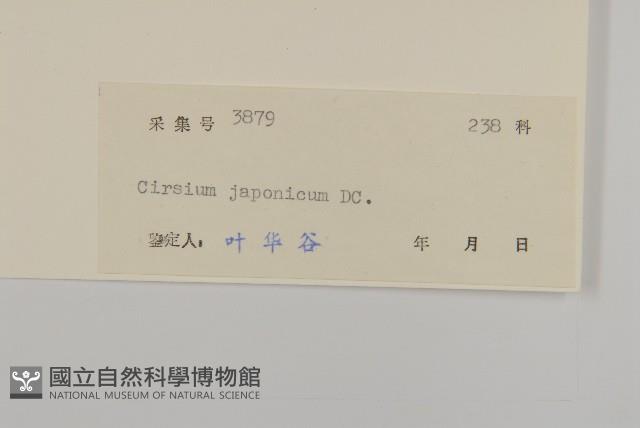 采集号 3879 238 科
Cirsium japonicum DC.
鉴定人: 叶华谷 年 月 日
國立自然科學博物館
NATIONAL MUSEUM OF NATURAL SCIENCE